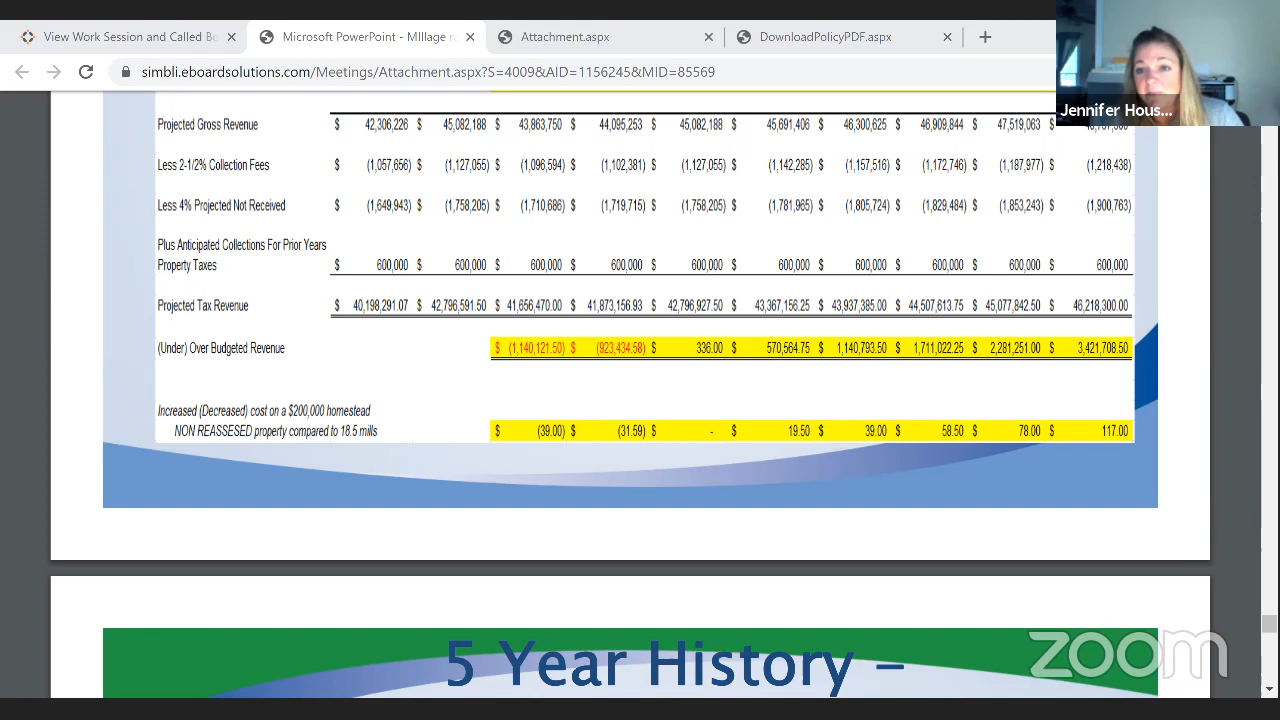 View Work Session and Called Bo
Microsoft PowerPoint - MIllage ra
Attachment.aspx
DownloadPolicyPDF.aspx
simbli.eboardsolutions.com/Meetings/Attachment.aspx?S=4009&AID=1156245&MID=85569
Jennifer Hous...
Projected Gross Revenue $ 42,306,226 $ 45,082,188 $ 43,863,750 $ 44,095,253 $ 45,082,188 $ 45,691,406 $ 46,300,625 $ 46,909,844 $ 47,519,063 $
Less 2-1/2% Collection Fees $ (1,057,656) $ (1,127,055) $ (1,096,594) $ (1,102,381) $ (1,127,055) $ (1,142,285) $ (1,157,516) $ (1,172,746) $ (1,187,977) $ (1,218,438)
Less 4% Projected Not Received $ (1,649,943) $ (1,758,205) $ (1,710,686) $ (1,719,715) $ (1,758,205) $ (1,781,965) $ (1,805,724) $ (1,829,484) $ (1,853,243) $ (1,900,763)
Plus Anticipated Collections For Prior Years
Property Taxes $ 600,000 $ 600,000 $ 600,000 $ 600,000 $ 600,000 $ 600,000 $ 600,000 $ 600,000 $ 600,000 $ 600,000
Projected Tax Revenue $ 40,198,291.07 $ 42,796,591.50 $ 41,656,470.00 $ 41,873,156.93 $ 42,796,927.50 $ 43,367,156.25 $ 43,937,385.00 $ 44,507,613.75 $ 45,077,842.50 $ 46,218,300.00
(Under) Over Budgeted Revenue $ (1,140,121.50) $ (923,434.58) $ 336.00 $ 570,564.75 $ 1,140,793.50 $ 1,711,022.25 $ 2,281,251.00 $ 3,421,708.50
Increased (Decreased) cost on a $200,000 homestead
NON REASSESED property compared to 18.5 mills $ (39.00) $ (31.59) $ - $ 19.50 $ 39.00 $ 58.50 $ 78.00 $ 117.00
5 Year History –
zoom